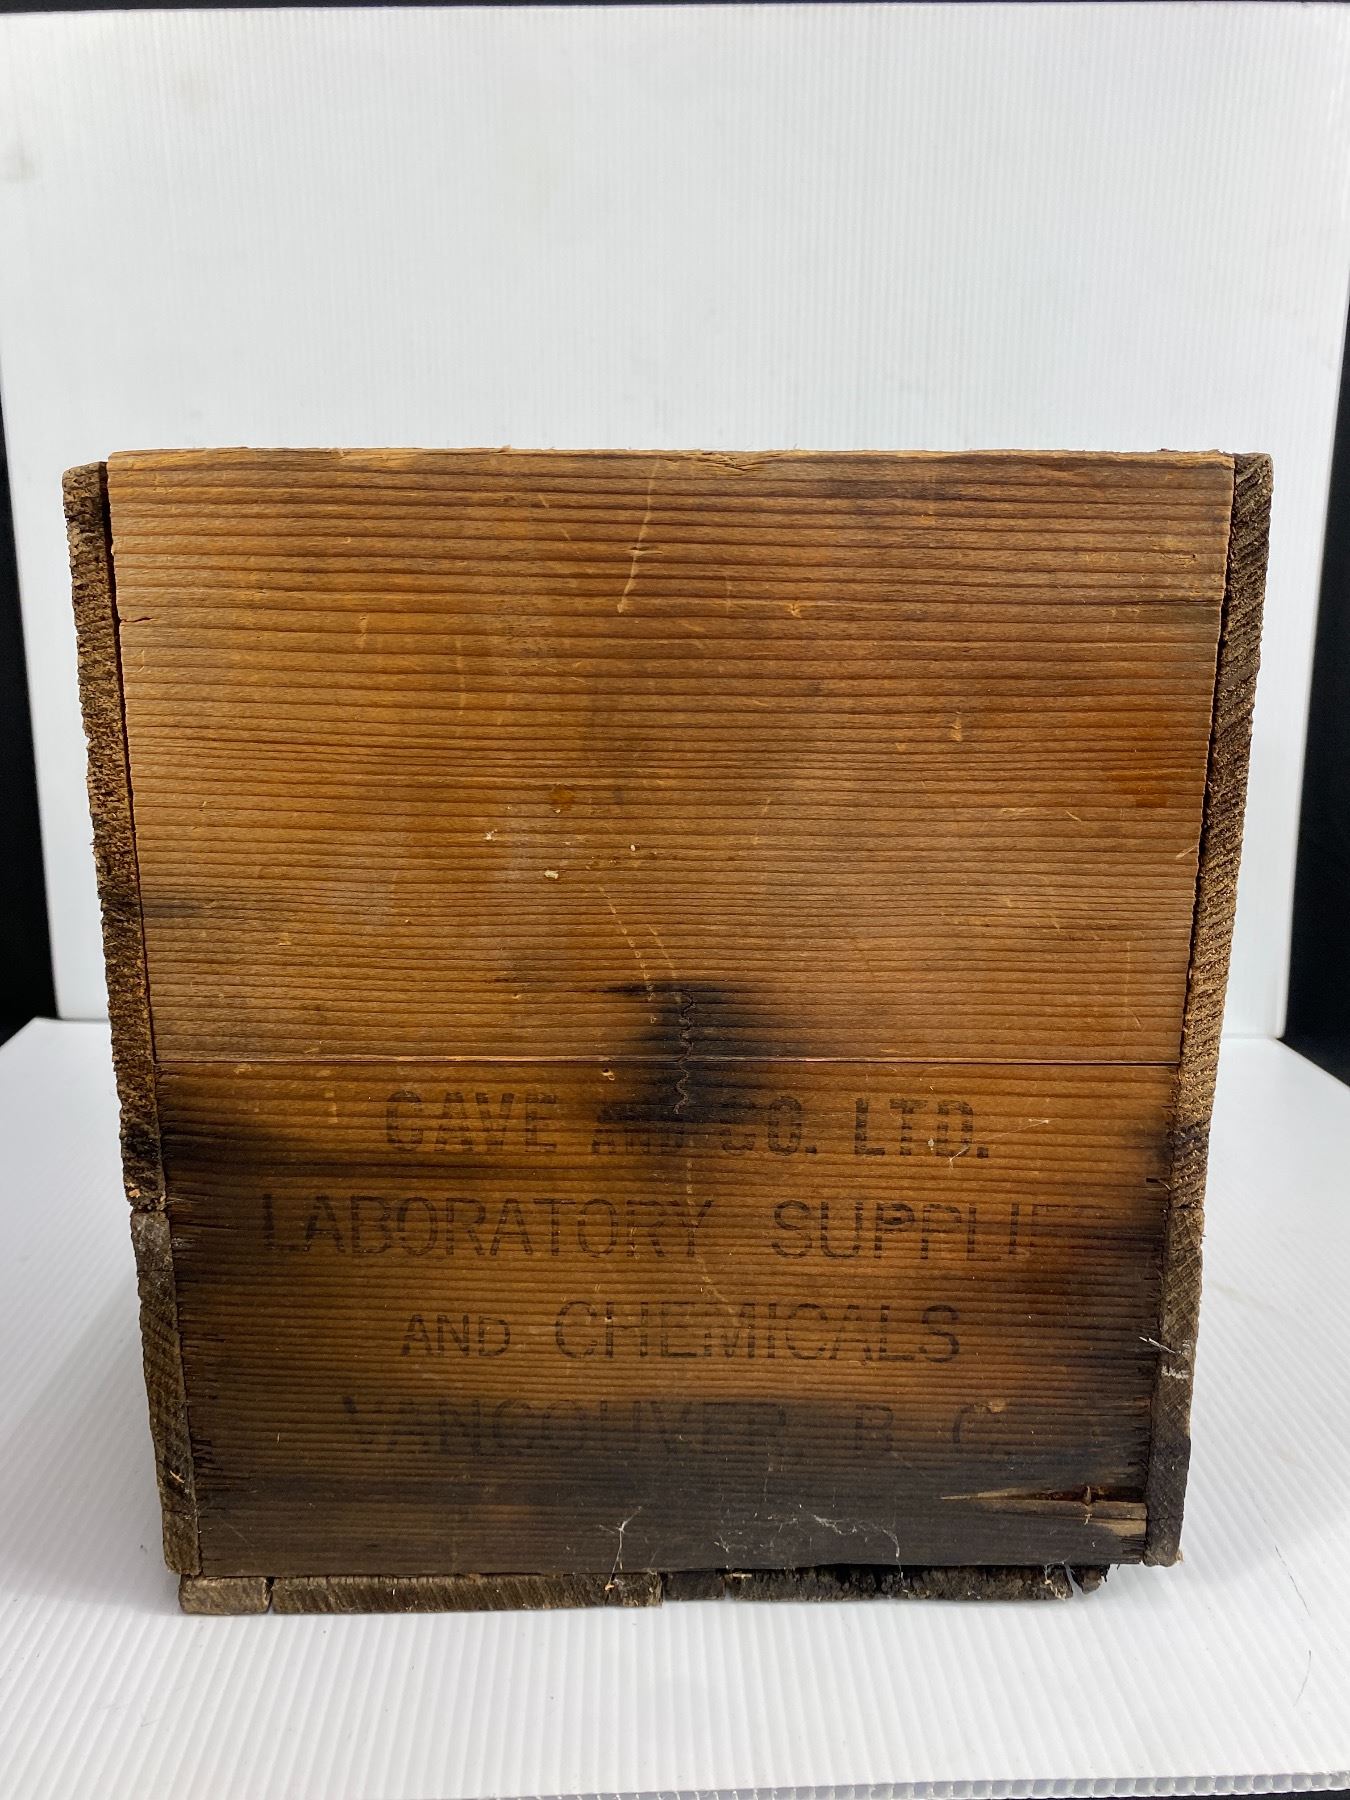 CAVE AND CO. LTD.
LABORATORY SUPPLIES
AND CHEMICALS
VANCOUVER, B. C.